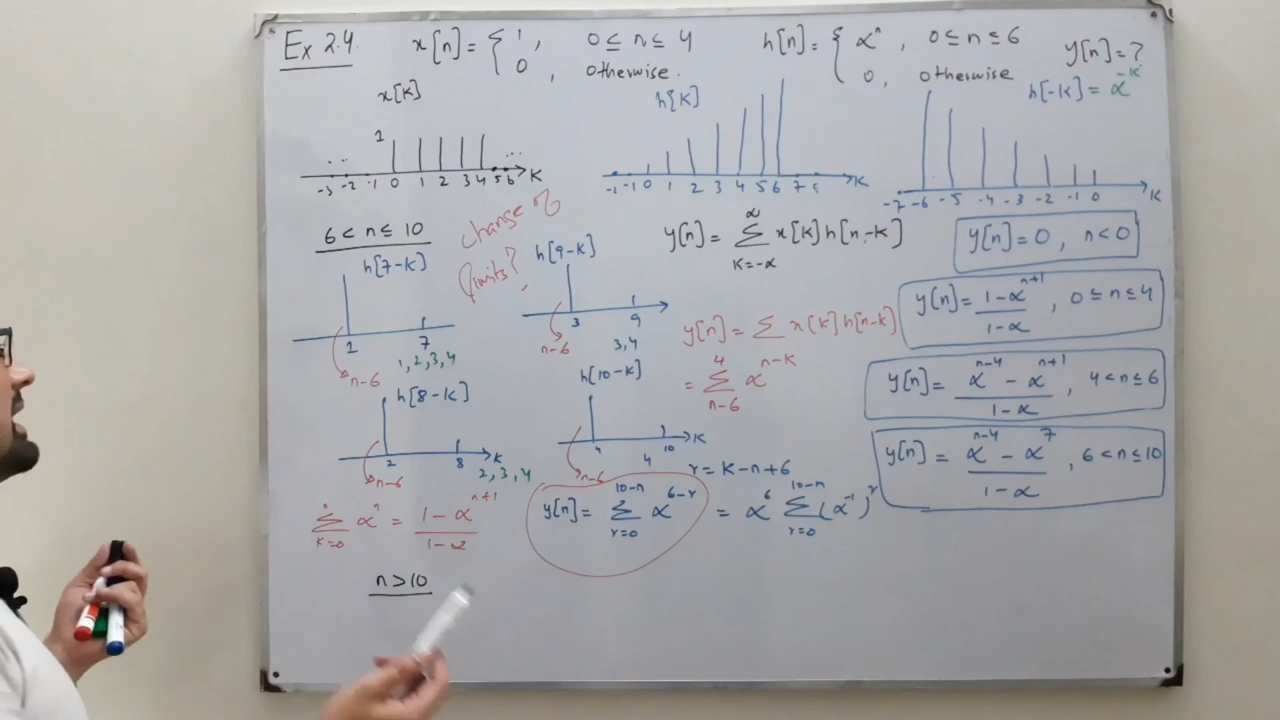 Ex 2.4. x[n] = { 1, 0 ≤ n ≤ 4 h[n] = { α^n, 0 ≤ n ≤ 6 y[n] = ?
0, otherwise. 0, otherwise
x[k] h[k] h[-k] = α^-k
1
-3 -2 -1 0 1 2 3 4 5 6 K
-1 0 1 2 3 4 5 6 7 8 K
-7 -6 -5 -4 -3 -2 -1 0 K
6 < n ≤ 10
change of
limits?
y[n] = ∑_{K=-∞}^{∞} x[k] h[n-k]
y[n] = 0, n < 0
h[7-k]
1 7
n-6
1, 2, 3, 4
h[9-k]
3 9
n-6
3, 4
y[n] = ∑ x[k] h[n-k]
= ∑_{n-6}^{4} α^{n-k}
y[n] = (1-α^{n+1})/(1-α), 0 ≤ n ≤ 4
h[8-k]
2 8 K
n-6
2, 3, 4
h[10-k]
4 10 K
n-6
4
y[n] = (α^{n-4} - α^{n+1})/(1-α), 4 < n ≤ 6
y[n] = (α^{n-4} - α^7)/(1-α), 6 < n ≤ 10
r = k-n+6
∑_{k=0}^{n} α^n = (1-α^{n+1})/(1-α)
y[n] = ∑_{r=0}^{10-n} α^{6-r} = α^6 ∑_{r=0}^{10-n} (α^-1)^r
n > 10